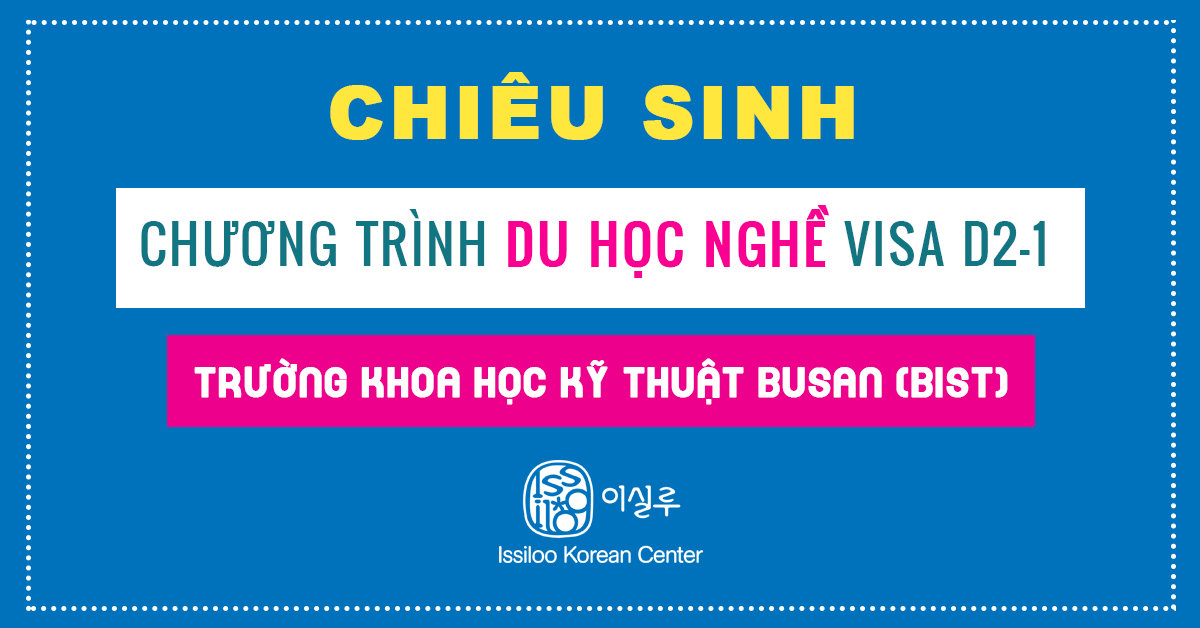 CHIÊU SINH
CHƯƠNG TRÌNH DU HỌC NGHỀ VISA D2-1
TRƯỜNG KHOA HỌC KỸ THUẬT BUSAN (BIST)
ISSILOO 이실루
Issiloo Korean Center